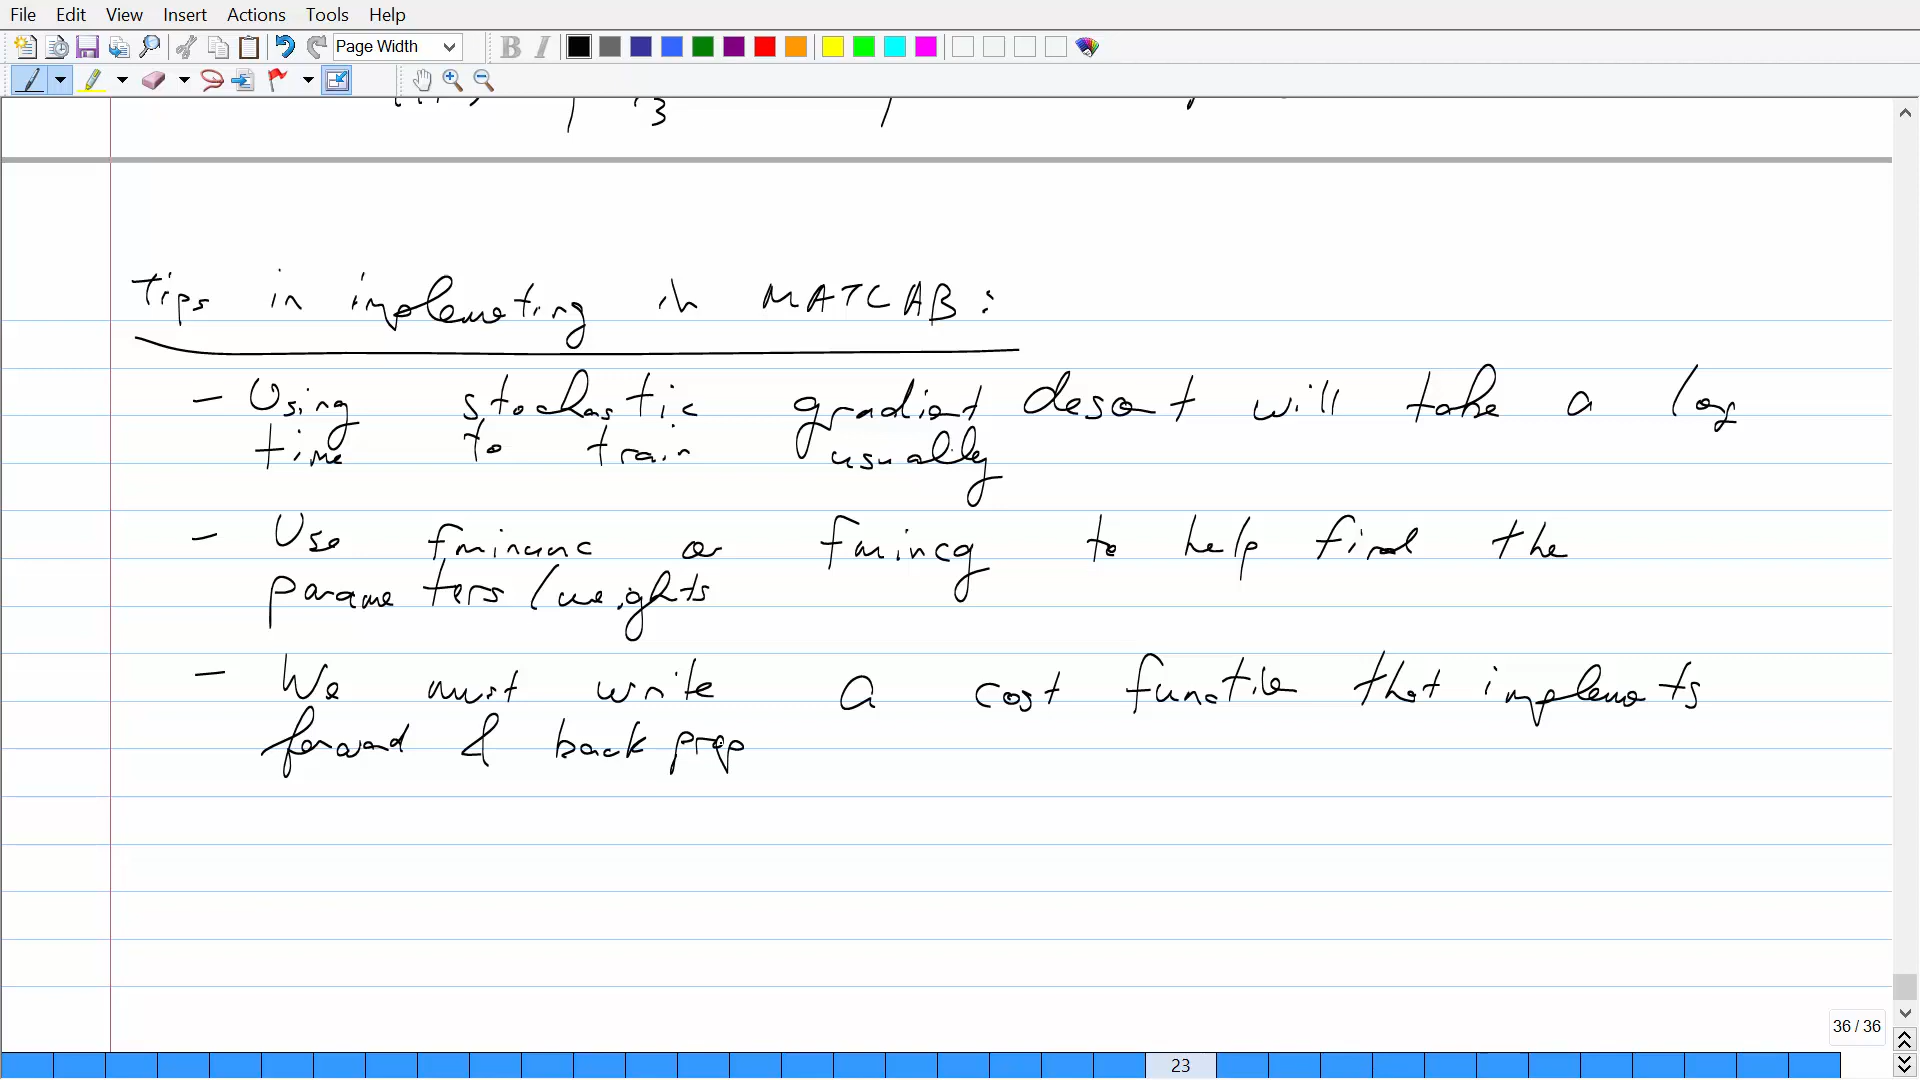 File Edit View Insert Actions Tools Help
Page Width
B I
3
Tips in implementing in MATLAB:
- Using stochastic gradient descent will take a long
time to train usually
- Use fminunc or fmincg to help find the
parameters/weights
- We must write a cost function that implements
forward & back prop
36 / 36
23